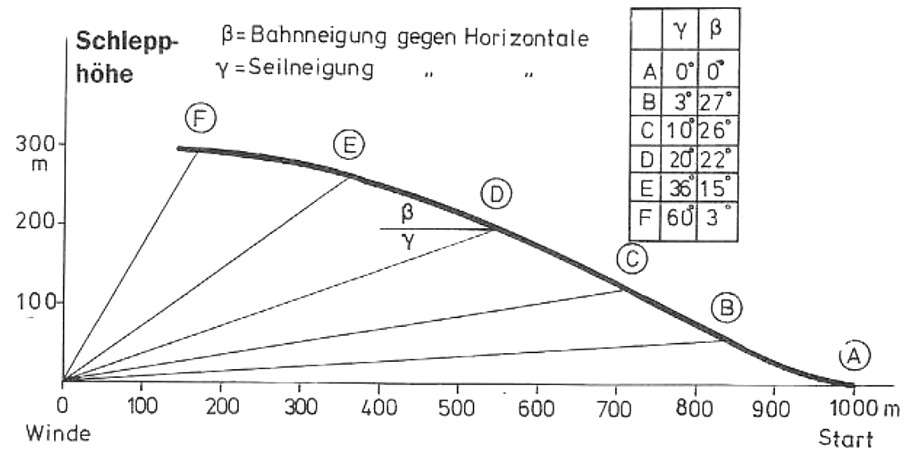 Schlepp-
höhe
β = Bahnneigung gegen Horizontale
γ = Seilneigung " "
γ β
A 0° 0°
B 3° 27°
C 10° 26°
D 20° 22°
E 36° 15°
F 60° 3°
F
E
D
C
B
A
β
γ
300
m
200
100
0 100 200 300 400 500 600 700 800 900 1000 m
Winde Start